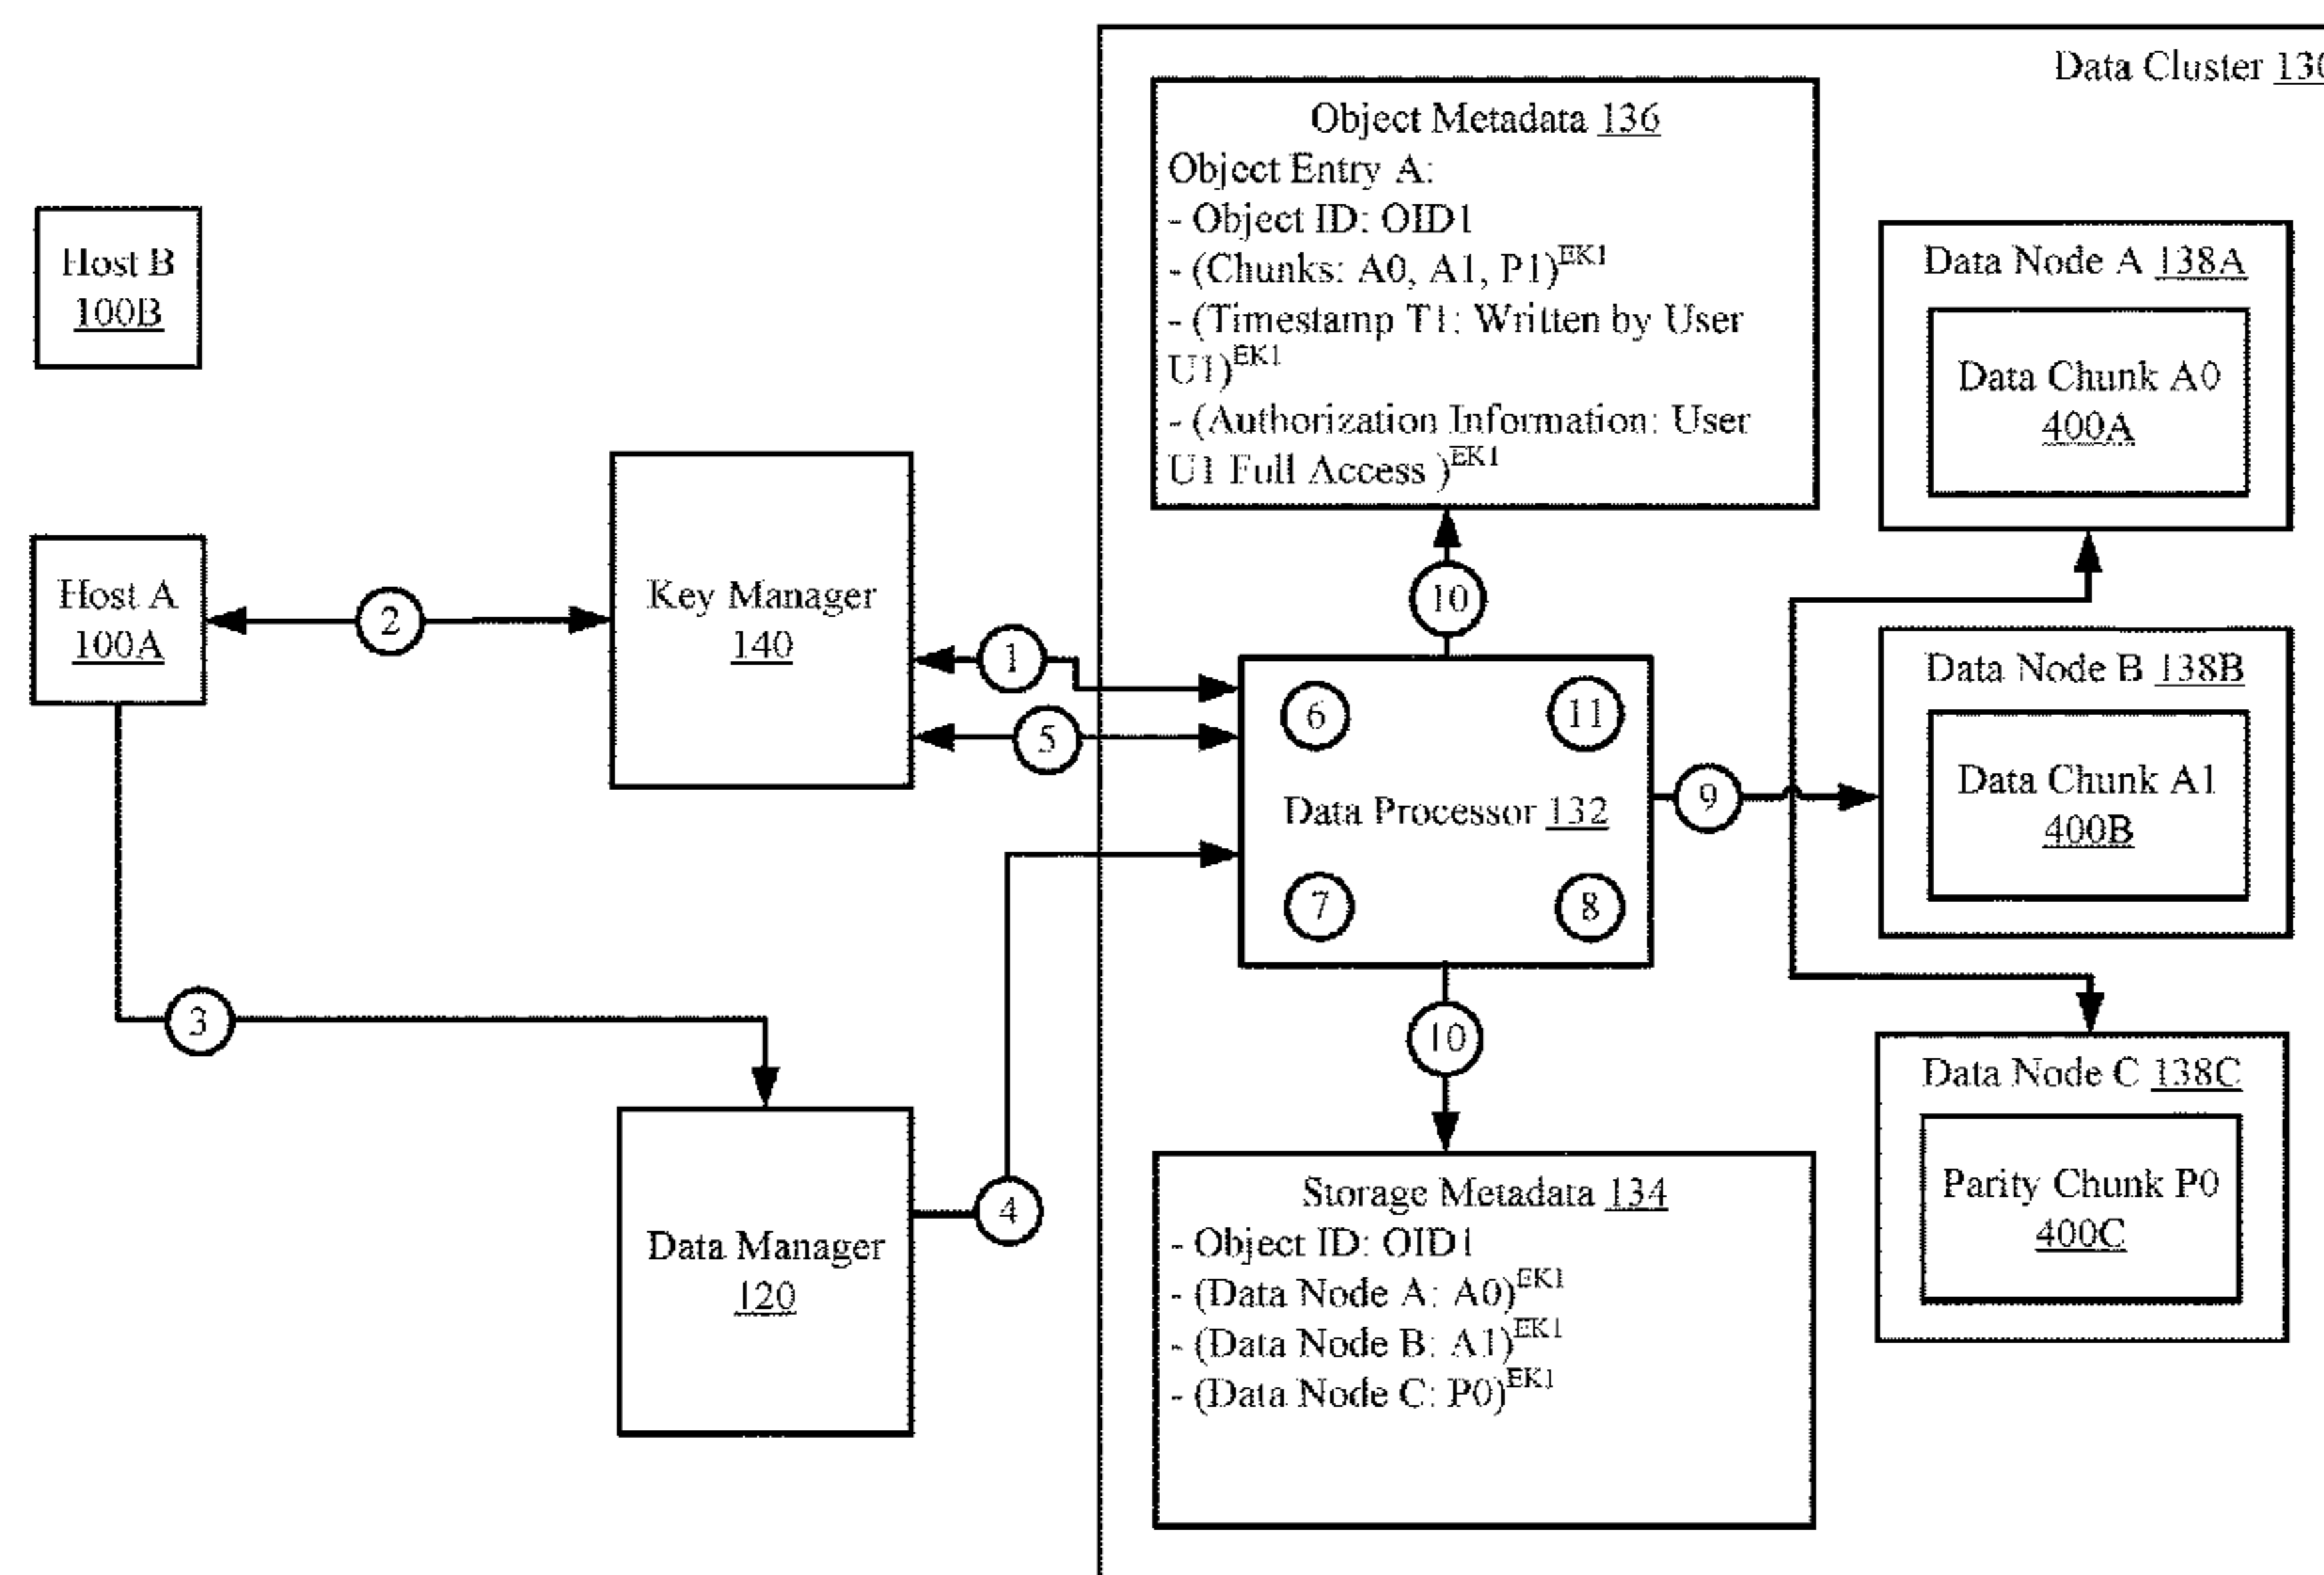 Data Cluster 130
Object Metadata 136
Object Entry A:
- Object ID: OID1
- (Chunks: A0, A1, P1)EK1
- (Timestamp T1: Written by User
U1)EK1
- (Authorization Information: User
U1 Full Access )EK1
Host B
100B
Data Node A 138A
Data Chunk A0
400A
Host A
100A
2
Key Manager
140
1
5
10
6
11
Data Processor 132
7
8
9
Data Node B 138B
Data Chunk A1
400B
3
10
Data Manager
120
4
Storage Metadata 134
- Object ID: OID1
- (Data Node A: A0)EK1
- (Data Node B: A1)EK1
- (Data Node C: P0)EK1
Data Node C 138C
Parity Chunk P0
400C